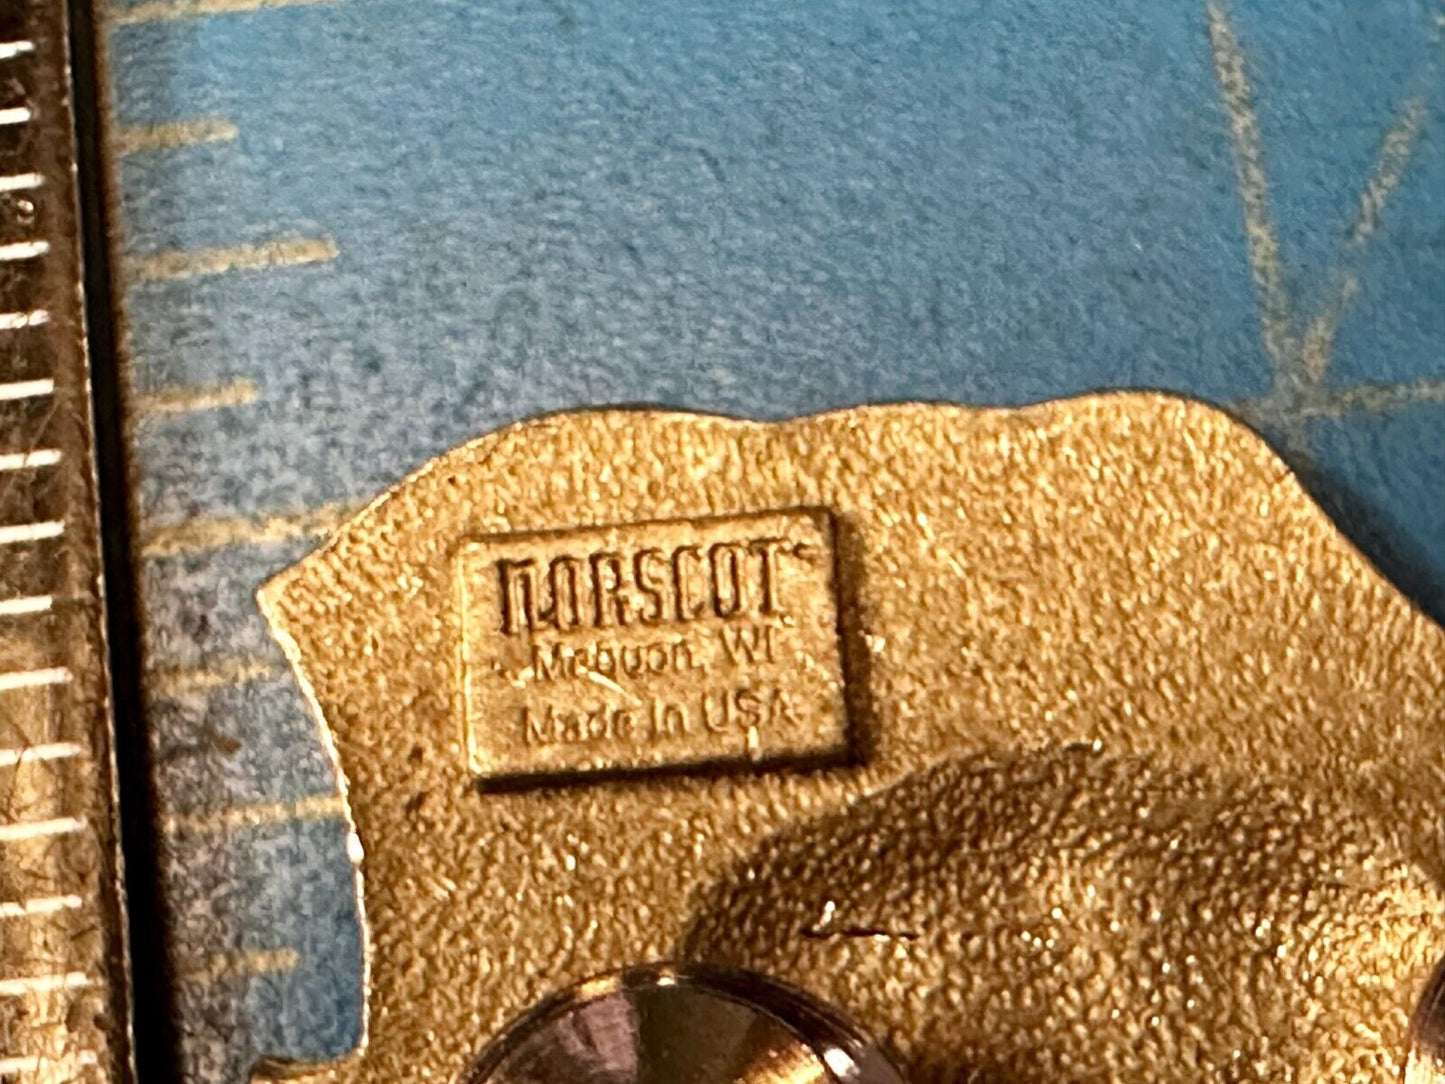 NORSCOT
Mequon, WI
Made in USA